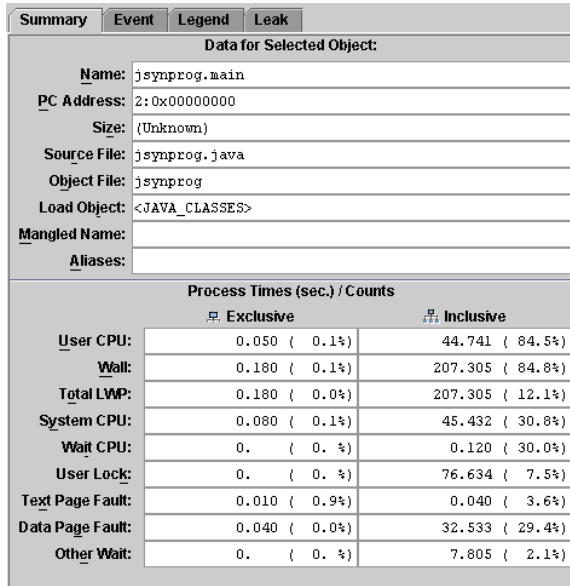 Summary Event Legend Leak
Data for Selected Object:
Name: jsynprog.main
PC Address: 2:0x00000000
Size: (Unknown)
Source File: jsynprog.java
Object File: jsynprog
Load Object: <JAVA_CLASSES>
Mangled Name:
Aliases:
Process Times (sec.) / Counts
Exclusive Inclusive
User CPU: 0.050 ( 0.1%) 44.741 ( 84.5%)
Wall: 0.180 ( 0.1%) 207.305 ( 84.8%)
Total LWP: 0.180 ( 0.0%) 207.305 ( 12.1%)
System CPU: 0.080 ( 0.1%) 45.432 ( 30.8%)
Wait CPU: 0. ( 0. %) 0.120 ( 30.0%)
User Lock: 0. ( 0. %) 76.634 ( 7.5%)
Text Page Fault: 0.010 ( 0.9%) 0.040 ( 3.6%)
Data Page Fault: 0.040 ( 0.0%) 32.533 ( 29.4%)
Other Wait: 0. ( 0. %) 7.805 ( 2.1%)